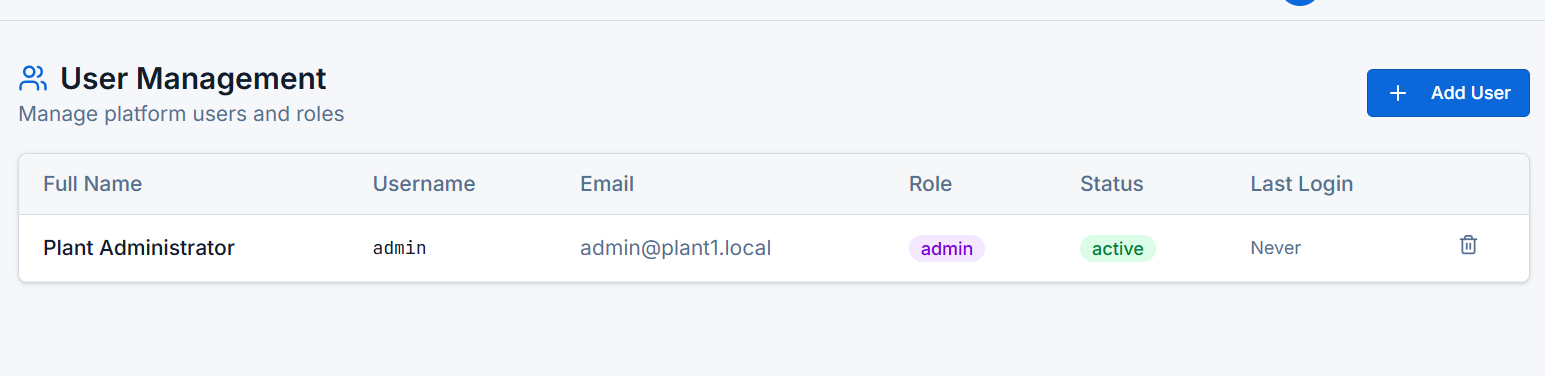 User Management
Manage platform users and roles
Add User
Full Name Username Email Role Status Last Login
Plant Administrator admin admin@plant1.local admin active Never